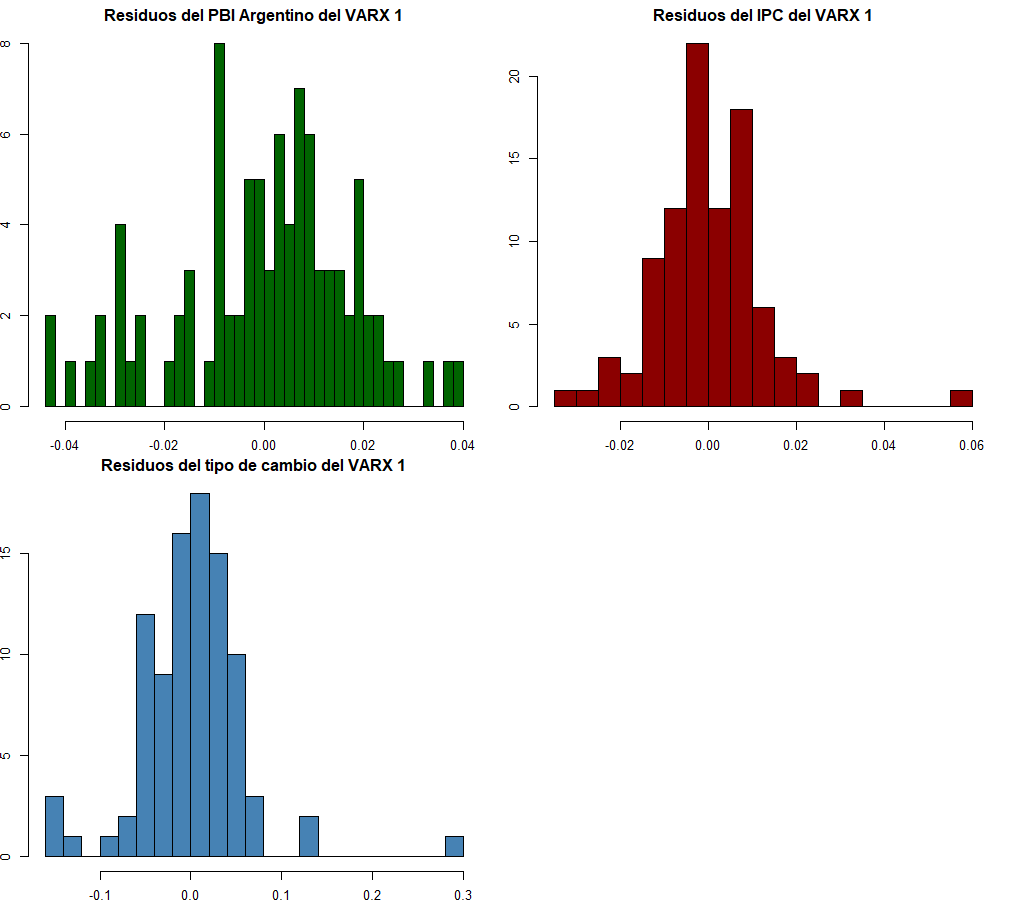 Residuos del PBI Argentino del VARX 1
8
6
4
2
0
-0.04 -0.02 0.00 0.02 0.04
Residuos del IPC del VARX 1
20
15
10
5
0
-0.02 0.00 0.02 0.04 0.06
Residuos del tipo de cambio del VARX 1
15
10
5
0
-0.1 0.0 0.1 0.2 0.3